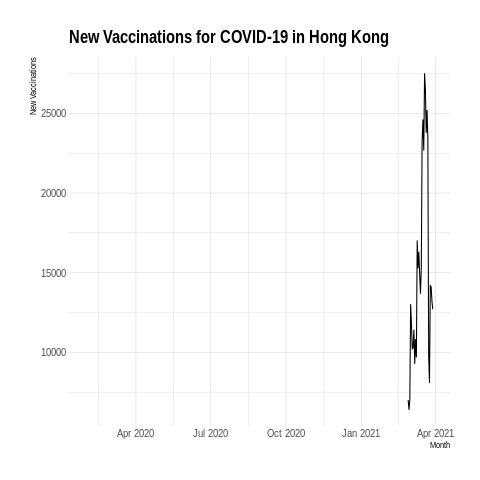 New Vaccinations for COVID-19 in Hong Kong
New Vaccinations
25000
20000
15000
10000
Apr 2020 Jul 2020 Oct 2020 Jan 2021 Apr 2021
Month